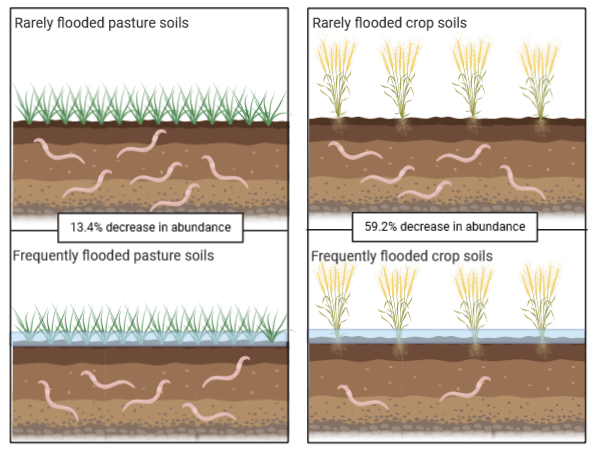 Rarely flooded pasture soils
Rarely flooded crop soils
13.4% decrease in abundance
59.2% decrease in abundance
Frequently flooded pasture soils
Frequently flooded crop soils